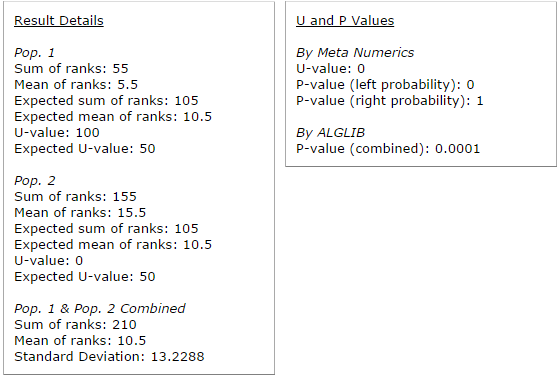 Result Details
Pop. 1
Sum of ranks: 55
Mean of ranks: 5.5
Expected sum of ranks: 105
Expected mean of ranks: 10.5
U-value: 100
Expected U-value: 50
Pop. 2
Sum of ranks: 155
Mean of ranks: 15.5
Expected sum of ranks: 105
Expected mean of ranks: 10.5
U-value: 0
Expected U-value: 50
Pop. 1 & Pop. 2 Combined
Sum of ranks: 210
Mean of ranks: 10.5
Standard Deviation: 13.2288
U and P Values
By Meta Numerics
U-value: 0
P-value (left probability): 0
P-value (right probability): 1
By ALGLIB
P-value (combined): 0.0001